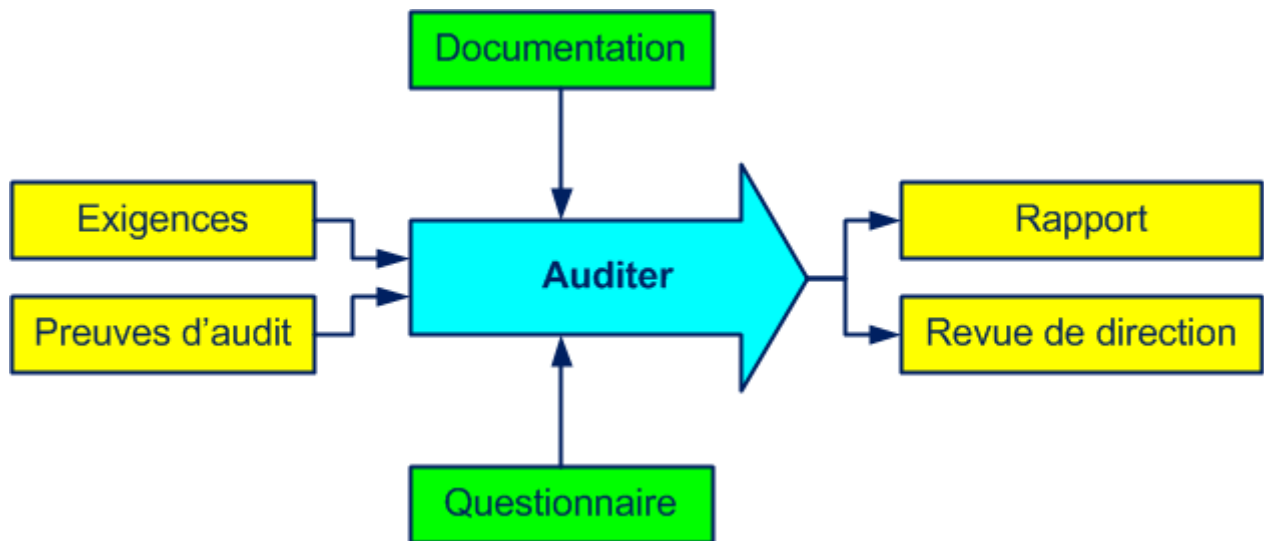 Documentation
Exigences
Preuves d’audit
Auditer
Rapport
Revue de direction
Questionnaire